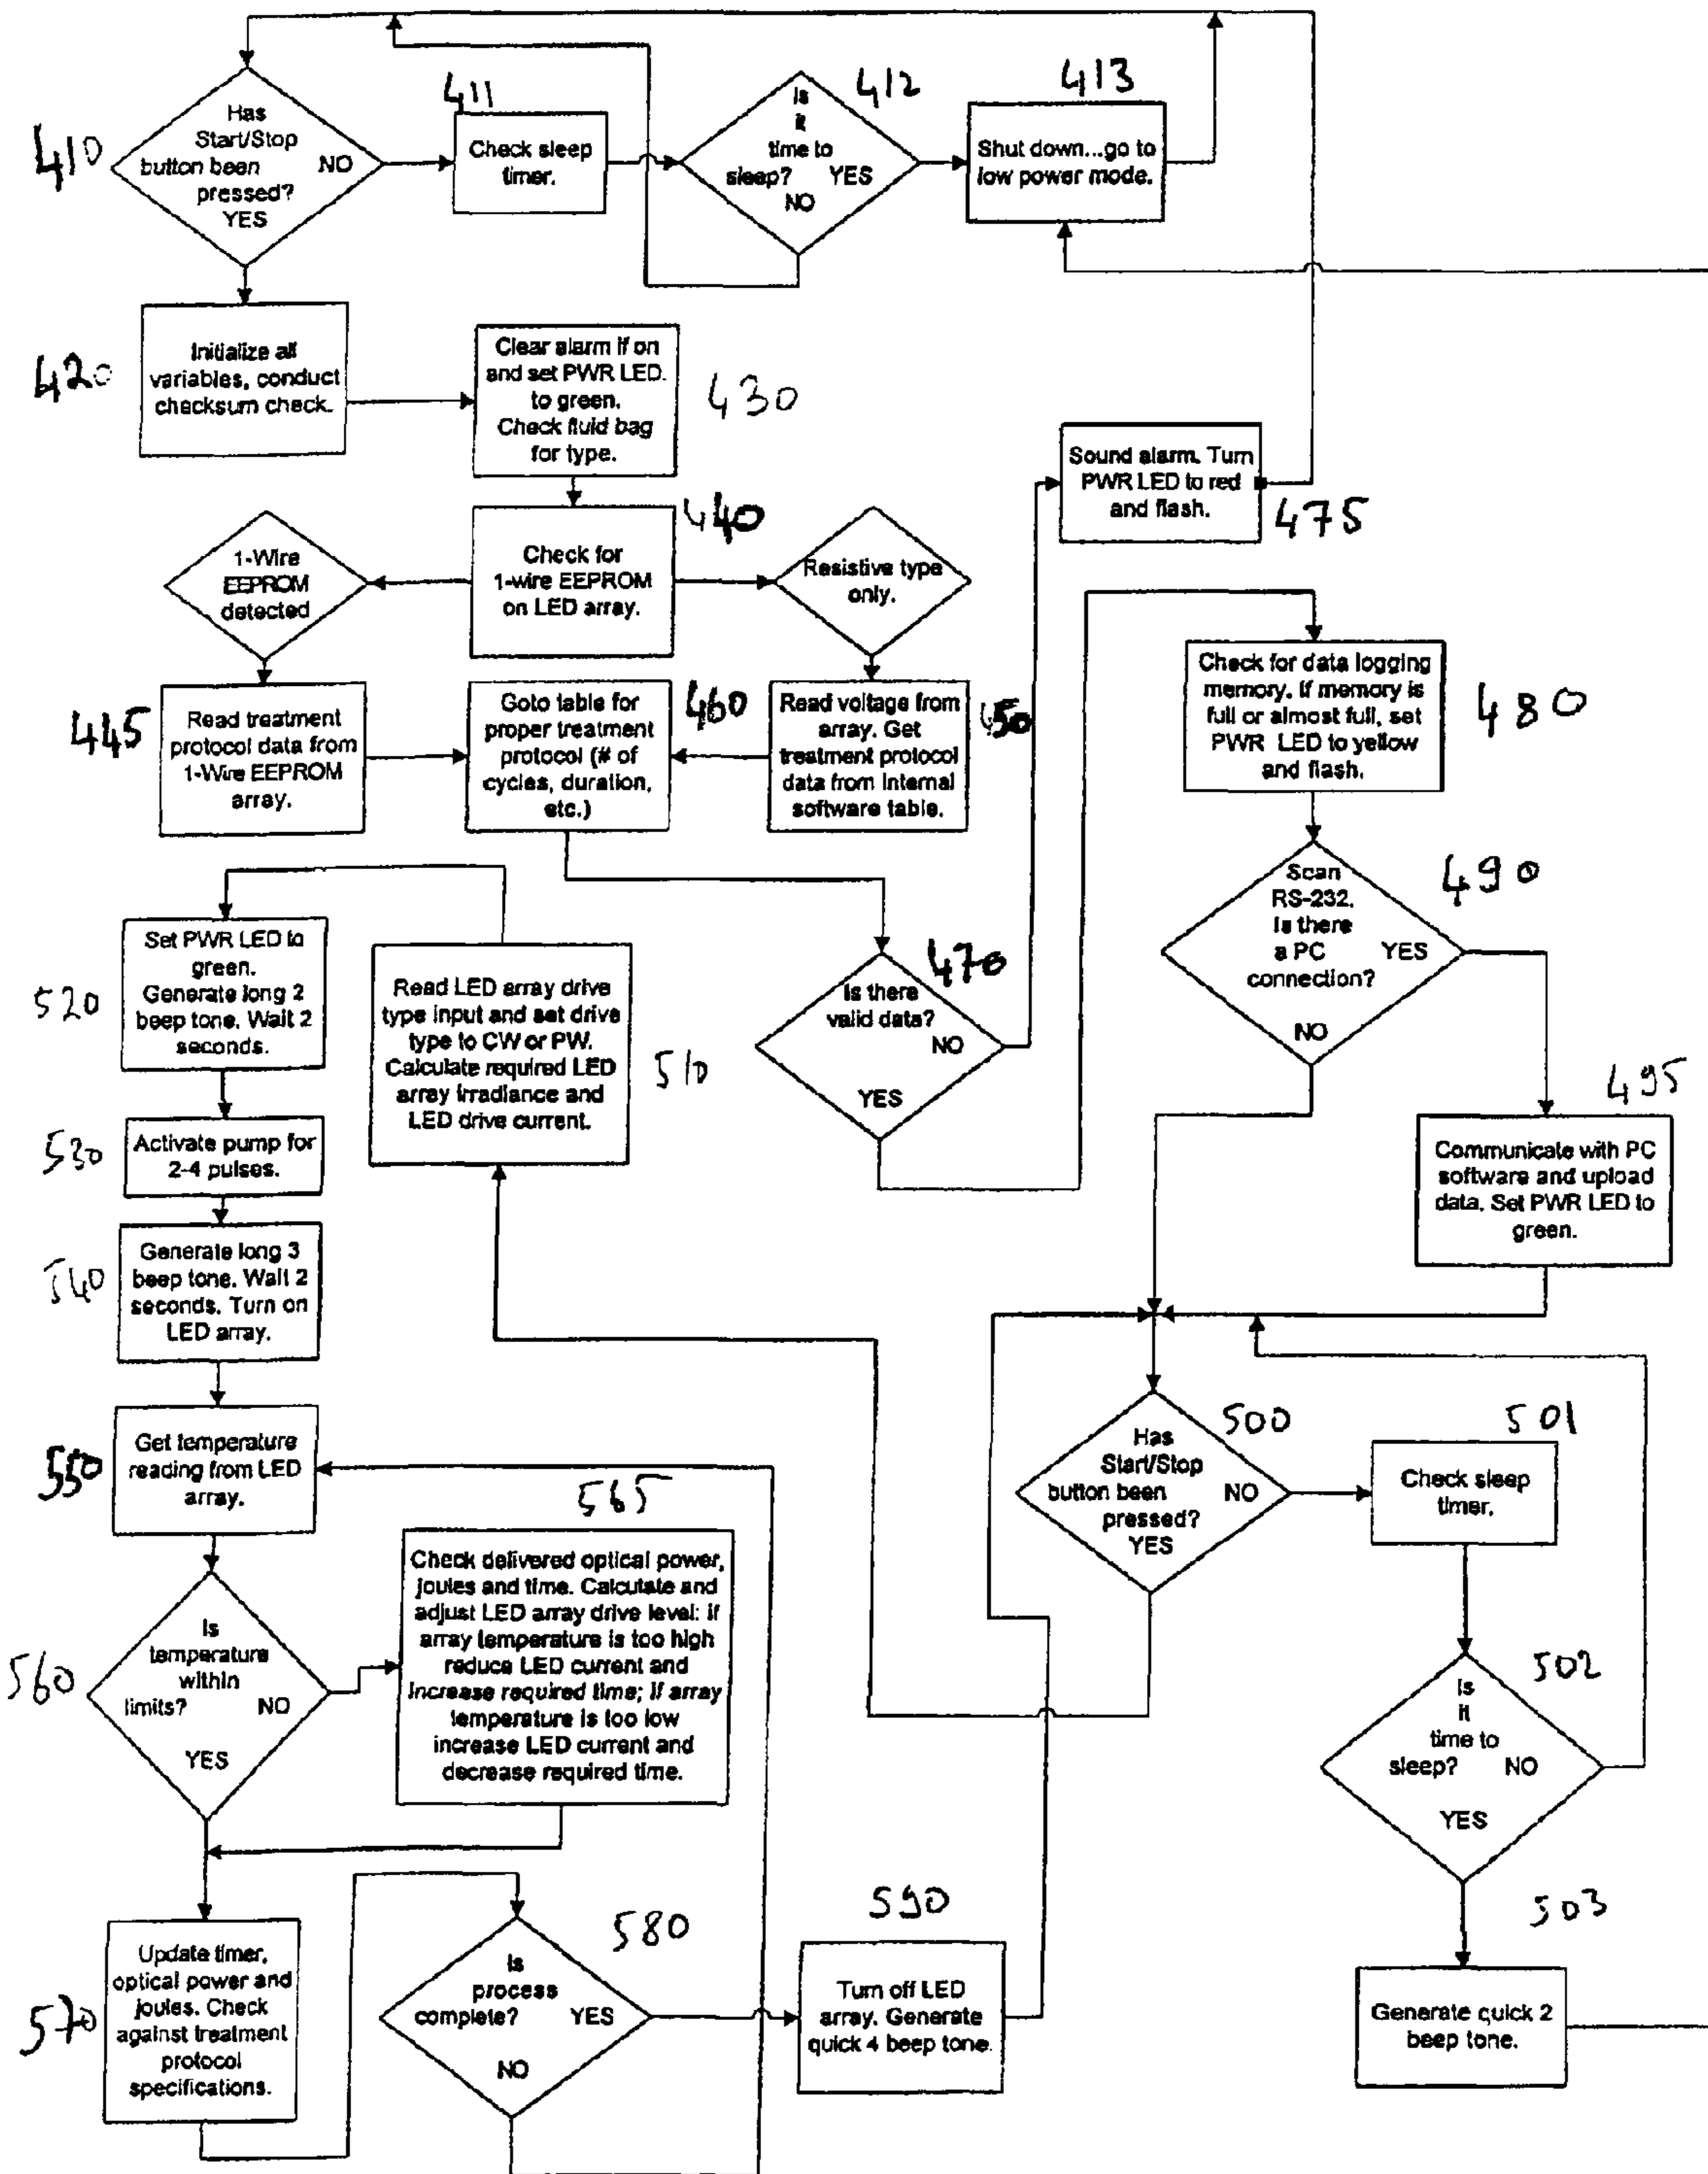 410
Has
Start/Stop
button been
pressed?
NO
YES
411
Check sleep
timer.
412
Is
it
time to
sleep?
YES
NO
413
Shut down...go to
low power mode.
420
Initialize all
variables, conduct
checksum check.
Clear alarm if on
and set PWR LED.
to green.
Check fluid bag
for type.
430
Sound alarm. Turn
PWR LED to red
and flash.
475
1-Wire
EEPROM
detected
440
Check for
1-wire EEPROM
on LED array.
Resistive type
only.
445
Read treatment
protocol data from
1-Wire EEPROM
array.
Goto table for
proper treatment
protocol (# of
cycles, duration,
etc.)
460
Read voltage from
array. Get
treatment protocol
data from Internal
software table.
450
Check for data logging
memory. If memory is
full or almost full, set
PWR LED to yellow
and flash.
480
Scan
RS-232.
Is there
a PC
connection?
YES
NO
490
520
Set PWR LED to
green.
Generate long 2
beep tone. Wait 2
seconds.
Read LED array drive
type input and set drive
type to CW or PW.
Calculate required LED
array irradiance and
LED drive current.
510
470
Is there
valid data?
NO
YES
495
Communicate with PC
software and upload
data. Set PWR LED to
green.
530
Activate pump for
2-4 pulses.
540
Generate long 3
beep tone. Wait 2
seconds. Turn on
LED array.
550
Get temperature
reading from LED
array.
500
Has
Start/Stop
button been
pressed?
NO
YES
501
Check sleep
timer.
565
Check delivered optical power,
joules and time. Calculate and
adjust LED array drive level: if
array temperature is too high
reduce LED current and
increase required time; if array
temperature is too low
increase LED current and
decrease required time.
560
Is
temperature
within
limits?
NO
YES
502
Is
it
time to
sleep?
NO
YES
503
Generate quick 2
beep tone.
570
Update timer,
optical power and
joules. Check
against treatment
protocol
specifications.
580
Is
process
complete?
YES
NO
590
Turn off LED
array. Generate
quick 4 beep tone.